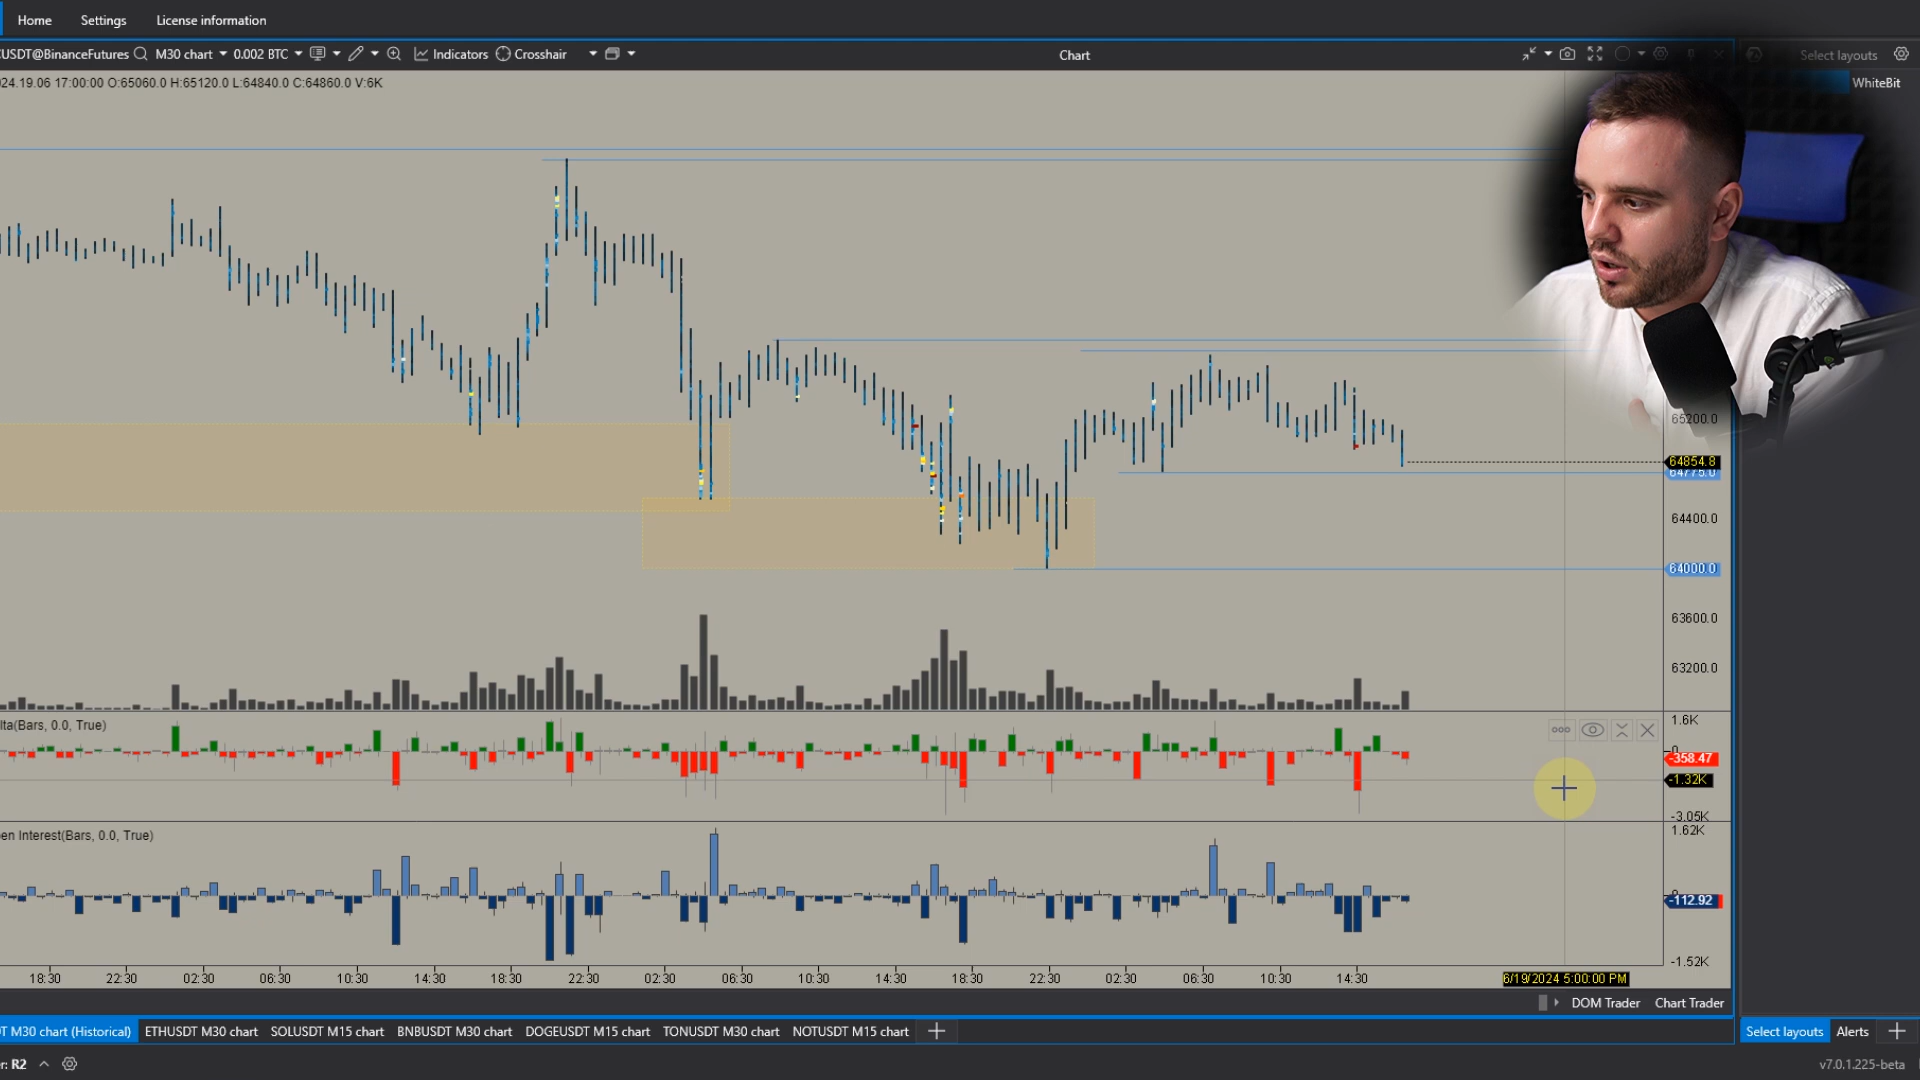 Home Settings License information
USDT@BinanceFutures M30 chart 0.002 BTC Indicators Crosshair Chart Select layouts
24.19.06 17:00:00 O:65060.0 H:65120.0 L:64840.0 C:64860.0 V:6K
WhiteBit
65200.0
64854.8
64775.0
64400.0
64000.0
63600.0
63200.0
lta(Bars, 0.0, True)
1.6K
0
-358.47
-1.32K
-3.05K
en Interest(Bars, 0.0, True)
1.62K
0
-112.92
-1.52K
18:30 22:30 02:30 06:30 10:30 14:30 18:30 22:30 02:30 06:30 10:30 14:30 18:30 22:30 02:30 06:30 10:30 14:30 6/19/2024 5:00:00 PM
DOM Trader Chart Trader
T M30 chart (Historical) ETHUSDT M30 chart SOLUSDT M15 chart BNBUSDT M30 chart DOGEUSDT M15 chart TONUSDT M30 chart NOTUSDT M15 chart
Select layouts Alerts
r: R2
v7.0.1.225-beta